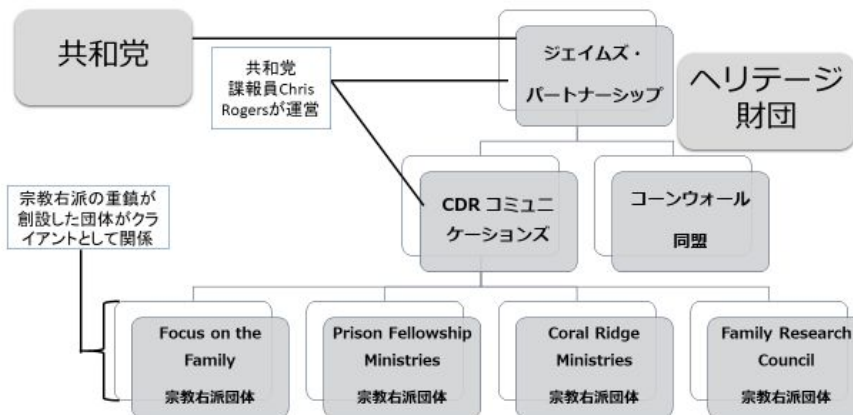 共和党
ジェイムズ・
パートナーシップ
共和党
諜報員Chris
Rogersが運営
ヘリテージ
財団
宗教右派の重鎮が
創設した団体がクラ
イアントとして関係
CDR コミュニ
ケーションズ
コーンウォール
同盟
Focus on the
Family
宗教右派団体
Prison Fellowship
Ministries
宗教右派団体
Coral Ridge
Ministries
宗教右派団体
Family Research
Council
宗教右派団体